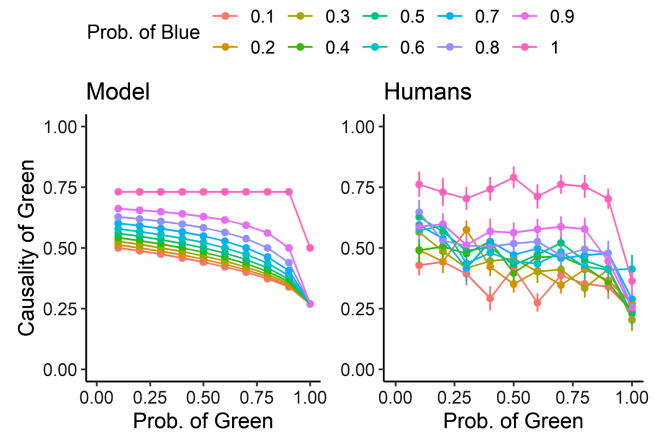 Prob. of Blue
0.1 0.3 0.5 0.7 0.9
0.2 0.4 0.6 0.8 1
Model
Humans
Causality of Green
1.00
0.75
0.50
0.25
0.00
0.00 0.25 0.50 0.75 1.00
Prob. of Green
1.00
0.75
0.50
0.25
0.00
0.00 0.25 0.50 0.75 1.00
Prob. of Green